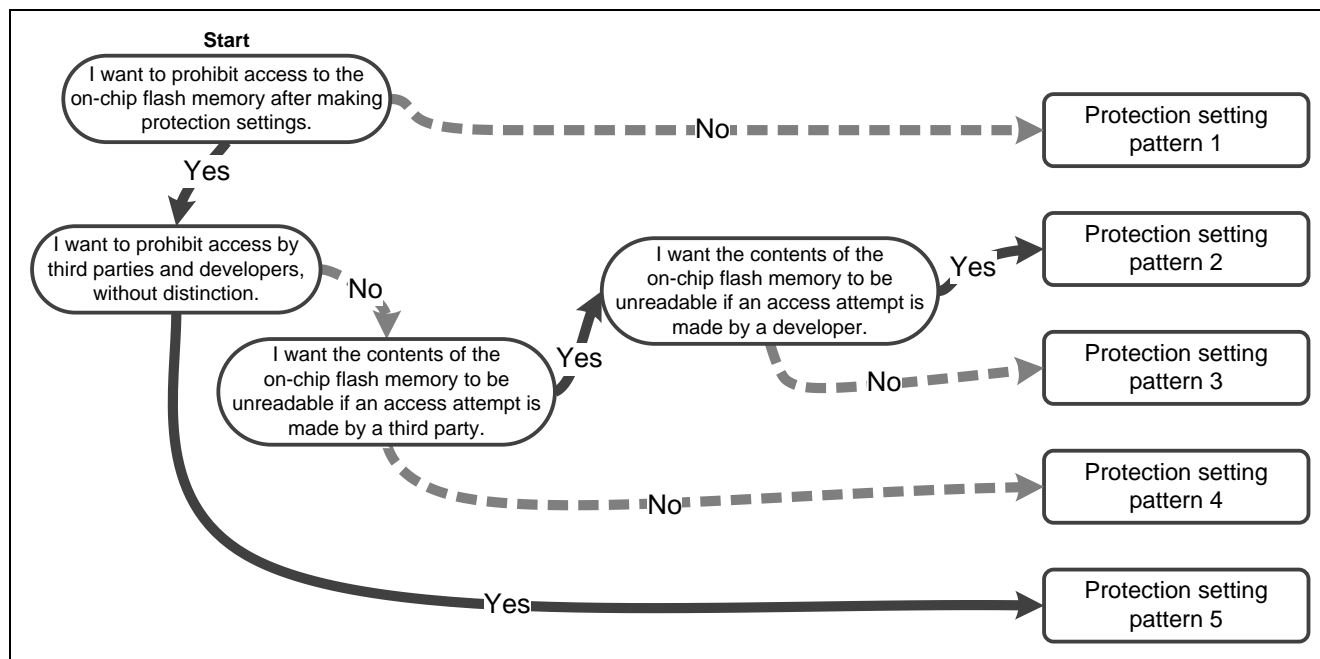 Start
I want to prohibit access to the
on-chip flash memory after making
protection settings.
No
Protection setting
pattern 1
Yes
I want to prohibit access by
third parties and developers,
without distinction.
No
I want the contents of the
on-chip flash memory to be
unreadable if an access attempt is
made by a third party.
Yes
I want the contents of the
on-chip flash memory to be
unreadable if an access attempt is
made by a developer.
Yes
Protection setting
pattern 2
No
Protection setting
pattern 3
No
Protection setting
pattern 4
Yes
Protection setting
pattern 5